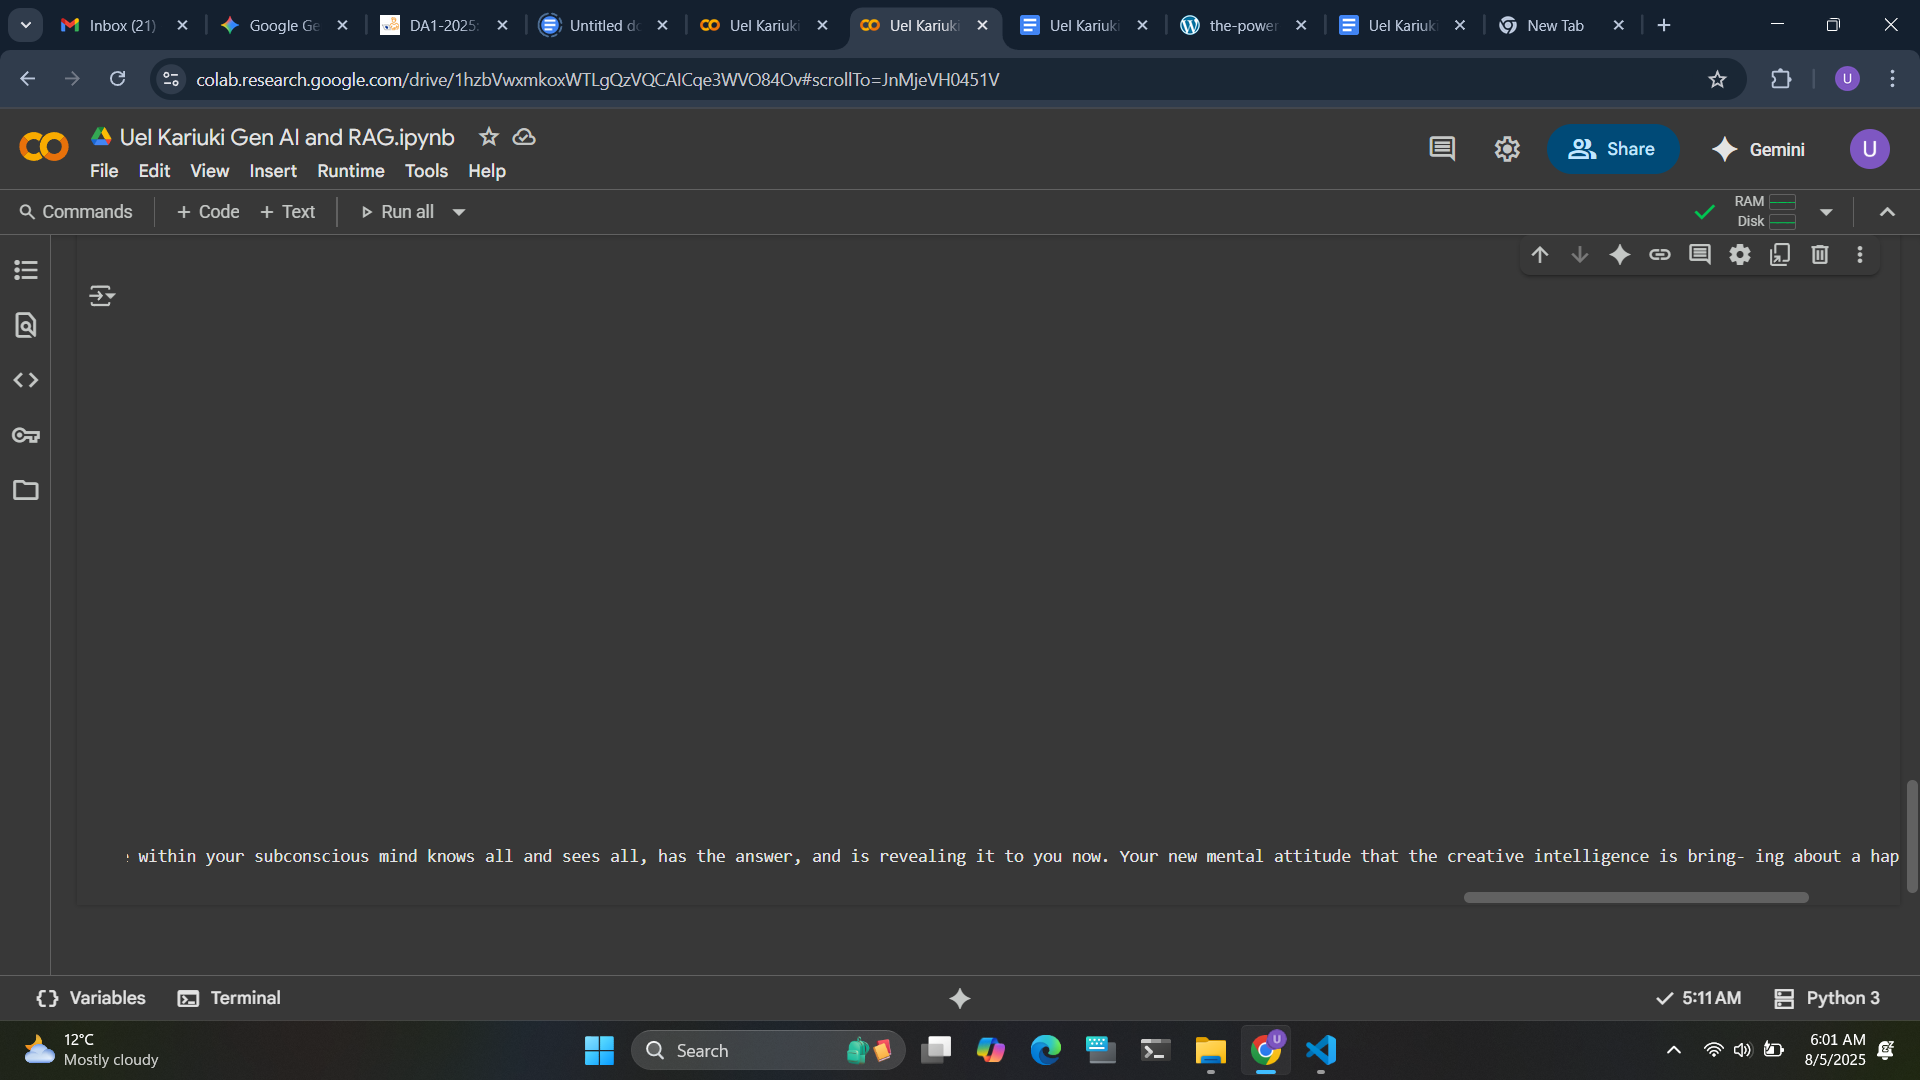 Inbox (21)
Google Ge
DA1-2025:
Untitled do
Uel Kariuki
Uel Kariuki
Uel Kariuki
the-power
Uel Kariuki
New Tab
colab.research.google.com/drive/1hzbVwxmkoxWTLgQzVQCAlCqe3WVO84Ov#scrollTo=JnMjeVH0451V
U
Uel Kariuki Gen AI and RAG.ipynb
File Edit View Insert Runtime Tools Help
Share
Gemini
U
Commands
+ Code
+ Text
Run all
RAM
Disk
within your subconscious mind knows all and sees all, has the answer, and is revealing it to you now. Your new mental attitude that the creative intelligence is bring- ing about a hap
Variables
Terminal
5:11 AM
Python 3
12°C
Mostly cloudy
Search
U
6:01 AM
8/5/2025